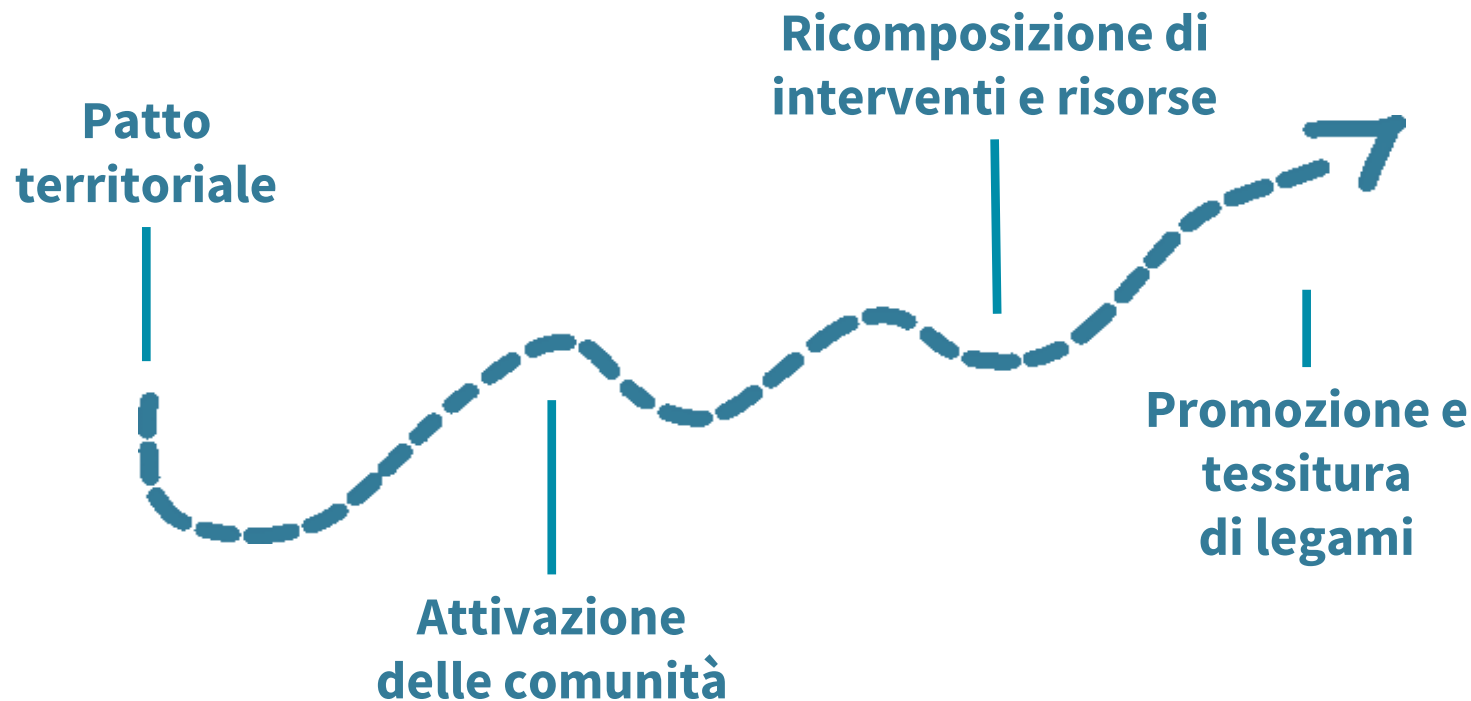 Patto
territoriale
Attivazione
delle comunità
Ricomposizione di
interventi e risorse
Promozione e
tessitura
di legami